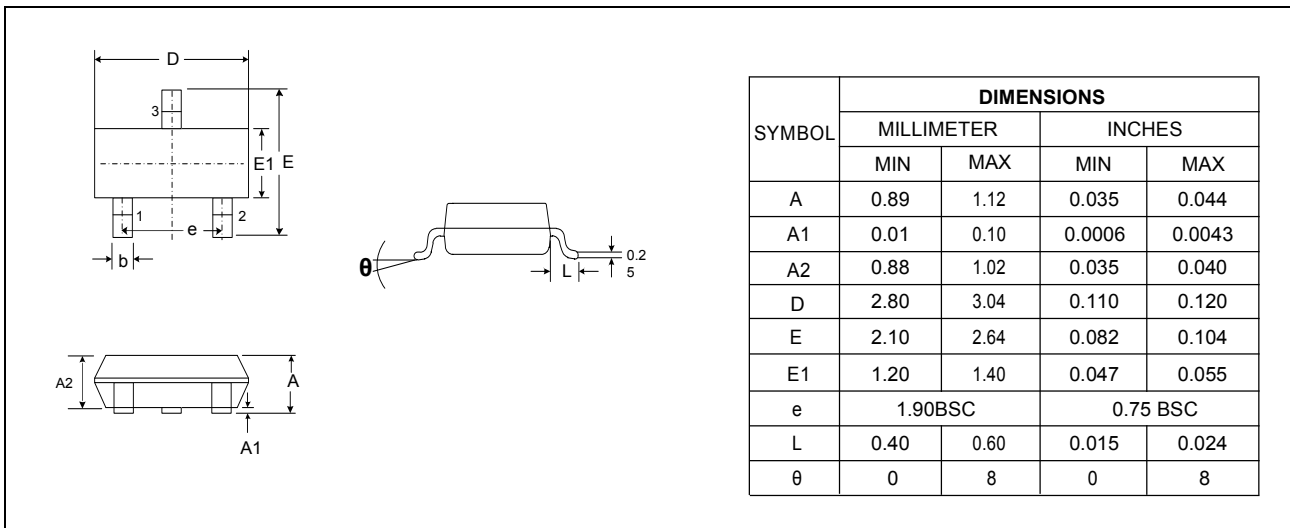 D
3
E1 E
1 2
e
b
θ
L
0.2
5
A2
A
A1
DIMENSIONS
SYMBOL MILLIMETER INCHES
MIN MAX MIN MAX
A 0.89 1.12 0.035 0.044
A1 0.01 0.10 0.0006 0.0043
A2 0.88 1.02 0.035 0.040
D 2.80 3.04 0.110 0.120
E 2.10 2.64 0.082 0.104
E1 1.20 1.40 0.047 0.055
e 1.90BSC 0.75 BSC
L 0.40 0.60 0.015 0.024
θ 0 8 0 8